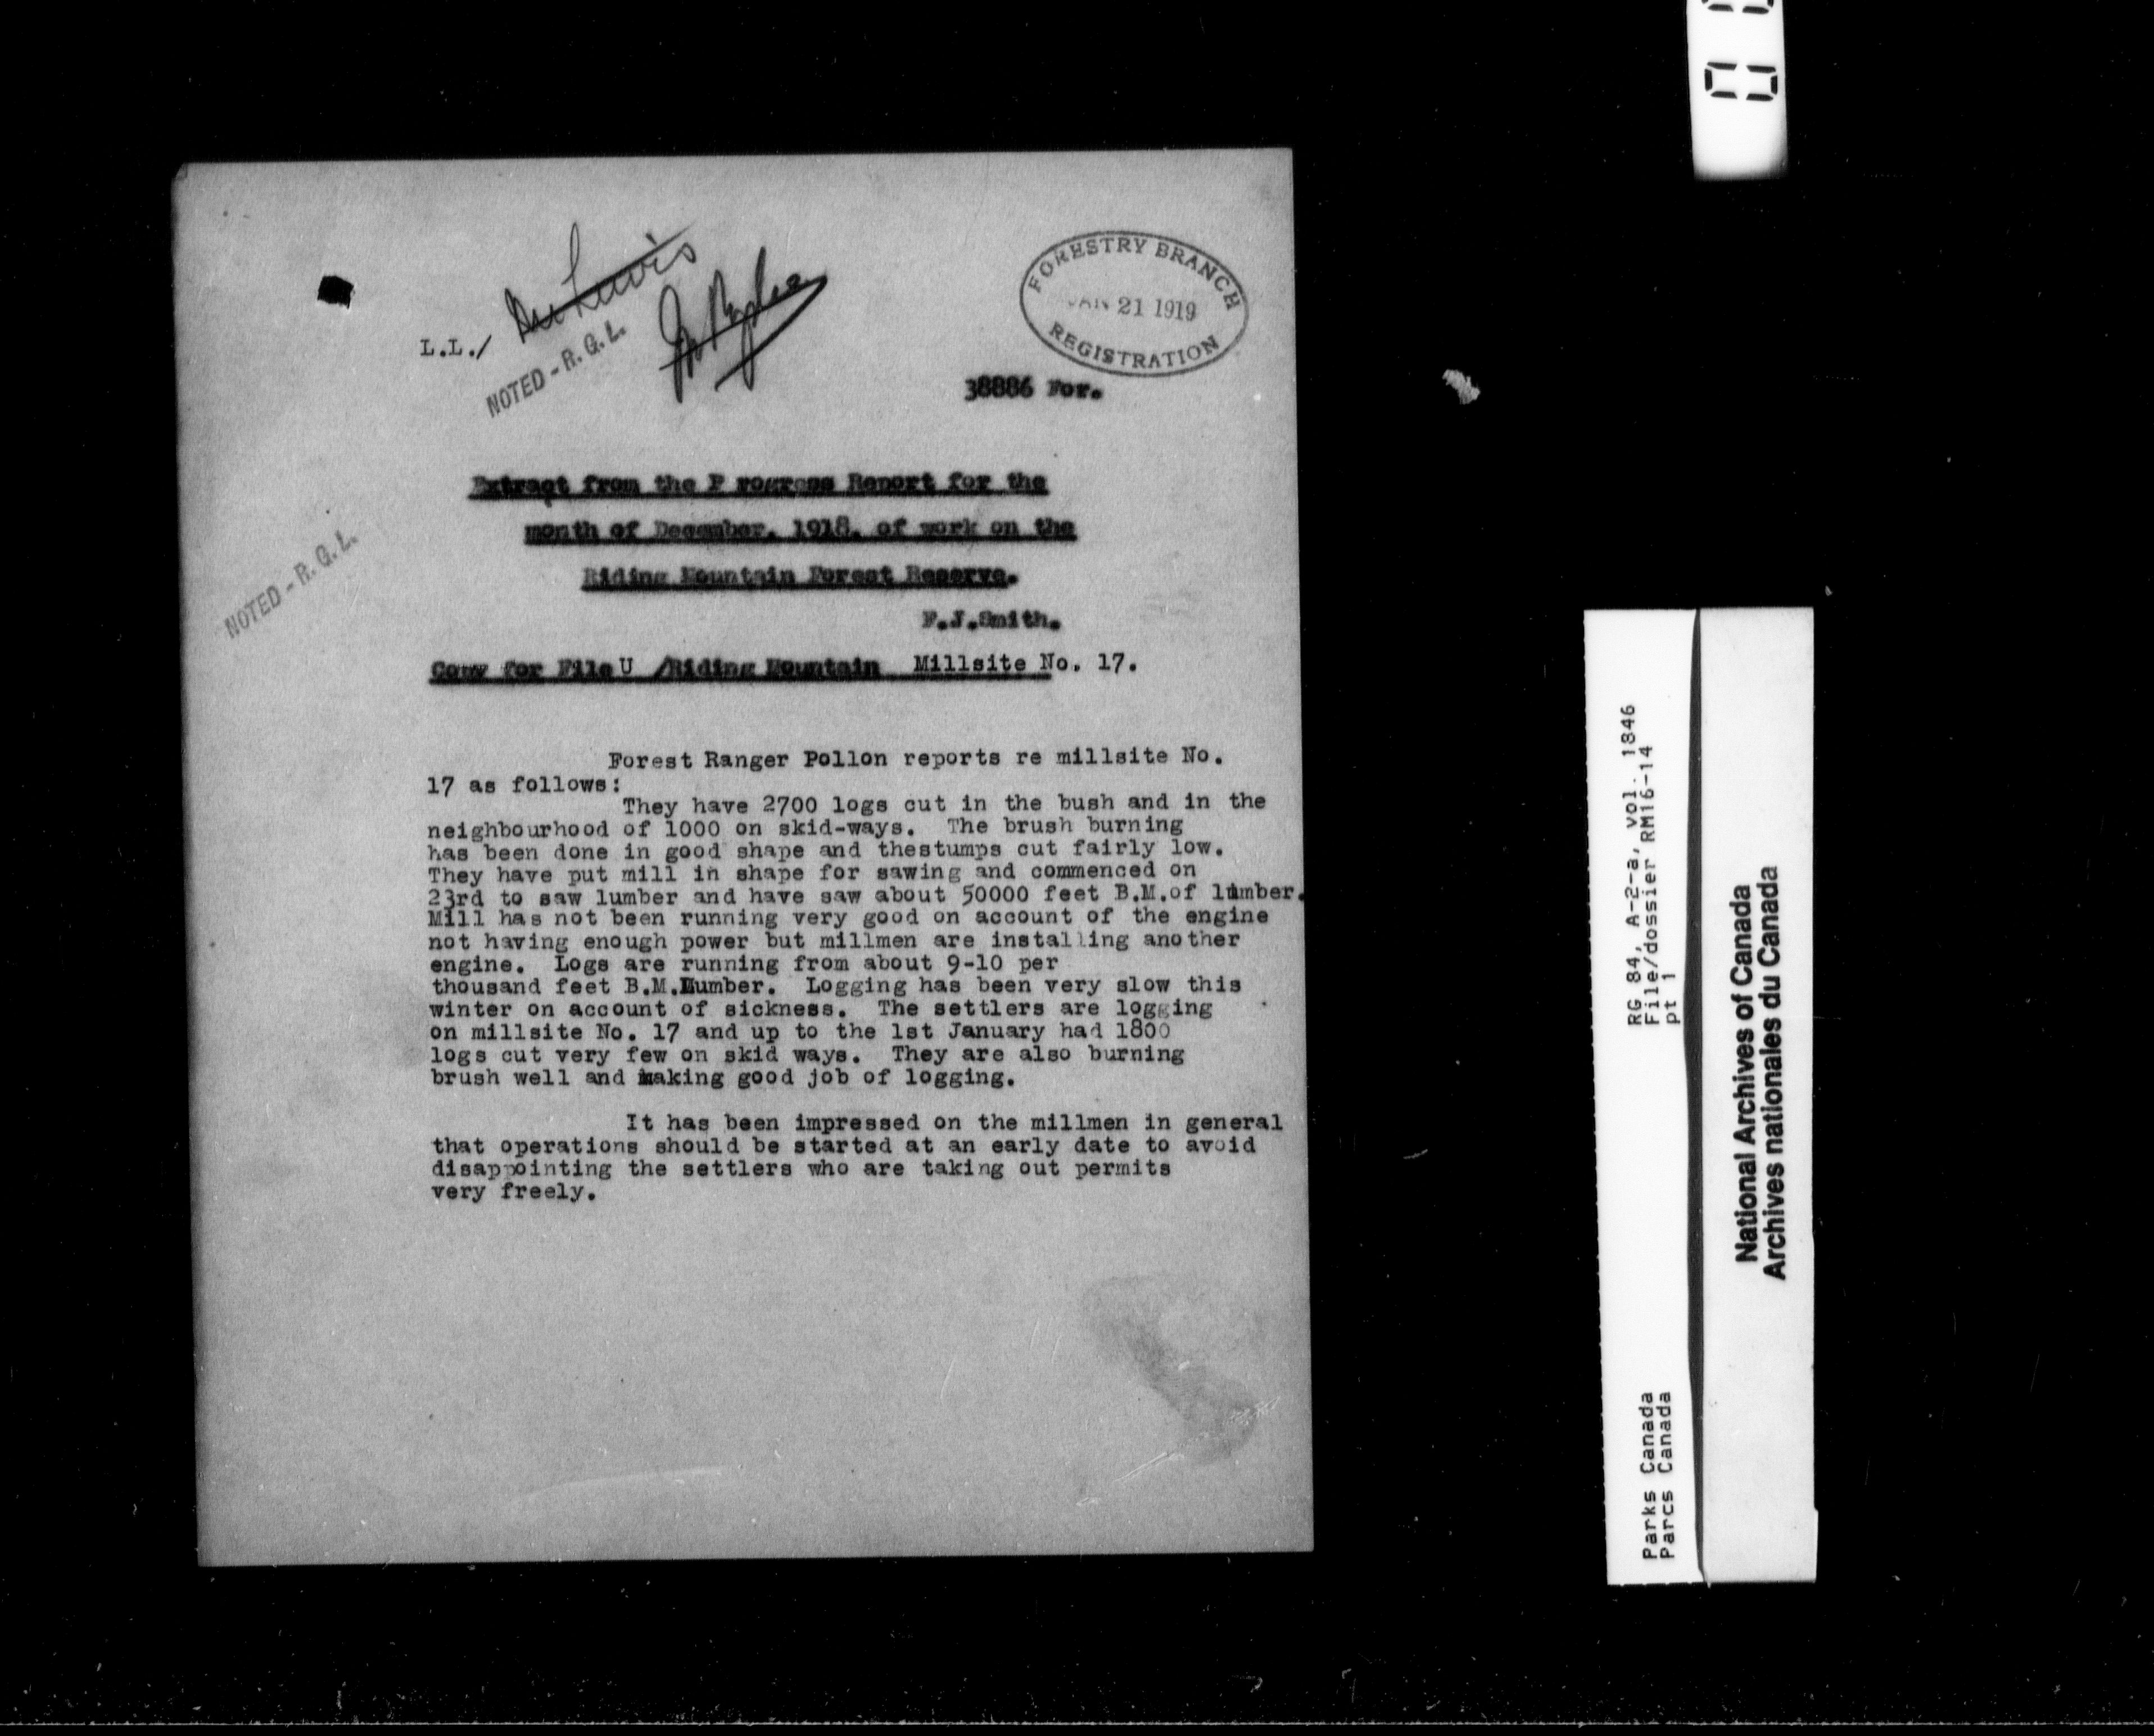 Mr Lewis
L.L./
NOTED - R. G. L.
FORESTRY BRANCH
JAN 21 1919
REGISTRATION
38886 For.
Extract from the P rogress Report for the
month of December, 1918, of work on the
Riding Mountain Forest Reserve.
F.J.Smith.
NOTED - R. G. L.
Copy for File U /Riding Mountain Millsite No. 17.
Forest Ranger Pollon reports re millsite No.
17 as follows:
They have 2700 logs cut in the bush and in the
neighbourhood of 1000 on skid-ways. The brush burning
has been done in good shape and thestumps cut fairly low.
They have put mill in shape for sawing and commenced on
23rd to saw lumber and have saw about 50000 feet B.M.of lumber.
Mill has not been running very good on account of the engine
not having enough power but millmen are installing another
engine. Logs are running from about 9-10 per
thousand feet B.M.Lumber. Logging has been very slow this
winter on account of sickness. The settlers are logging
on millsite No. 17 and up to the 1st January had 1800
logs cut very few on skid ways. They are also burning
brush well and making good job of logging.
It has been impressed on the millmen in general
that operations should be started at an early date to avoid
disappointing the settlers who are taking out permits
very freely.
RG 84, A-2-a, vol. 1846
File/dossier RM16-14
pt 1
Parks Canada
Parcs Canada
National Archives of Canada
Archives nationales du Canada